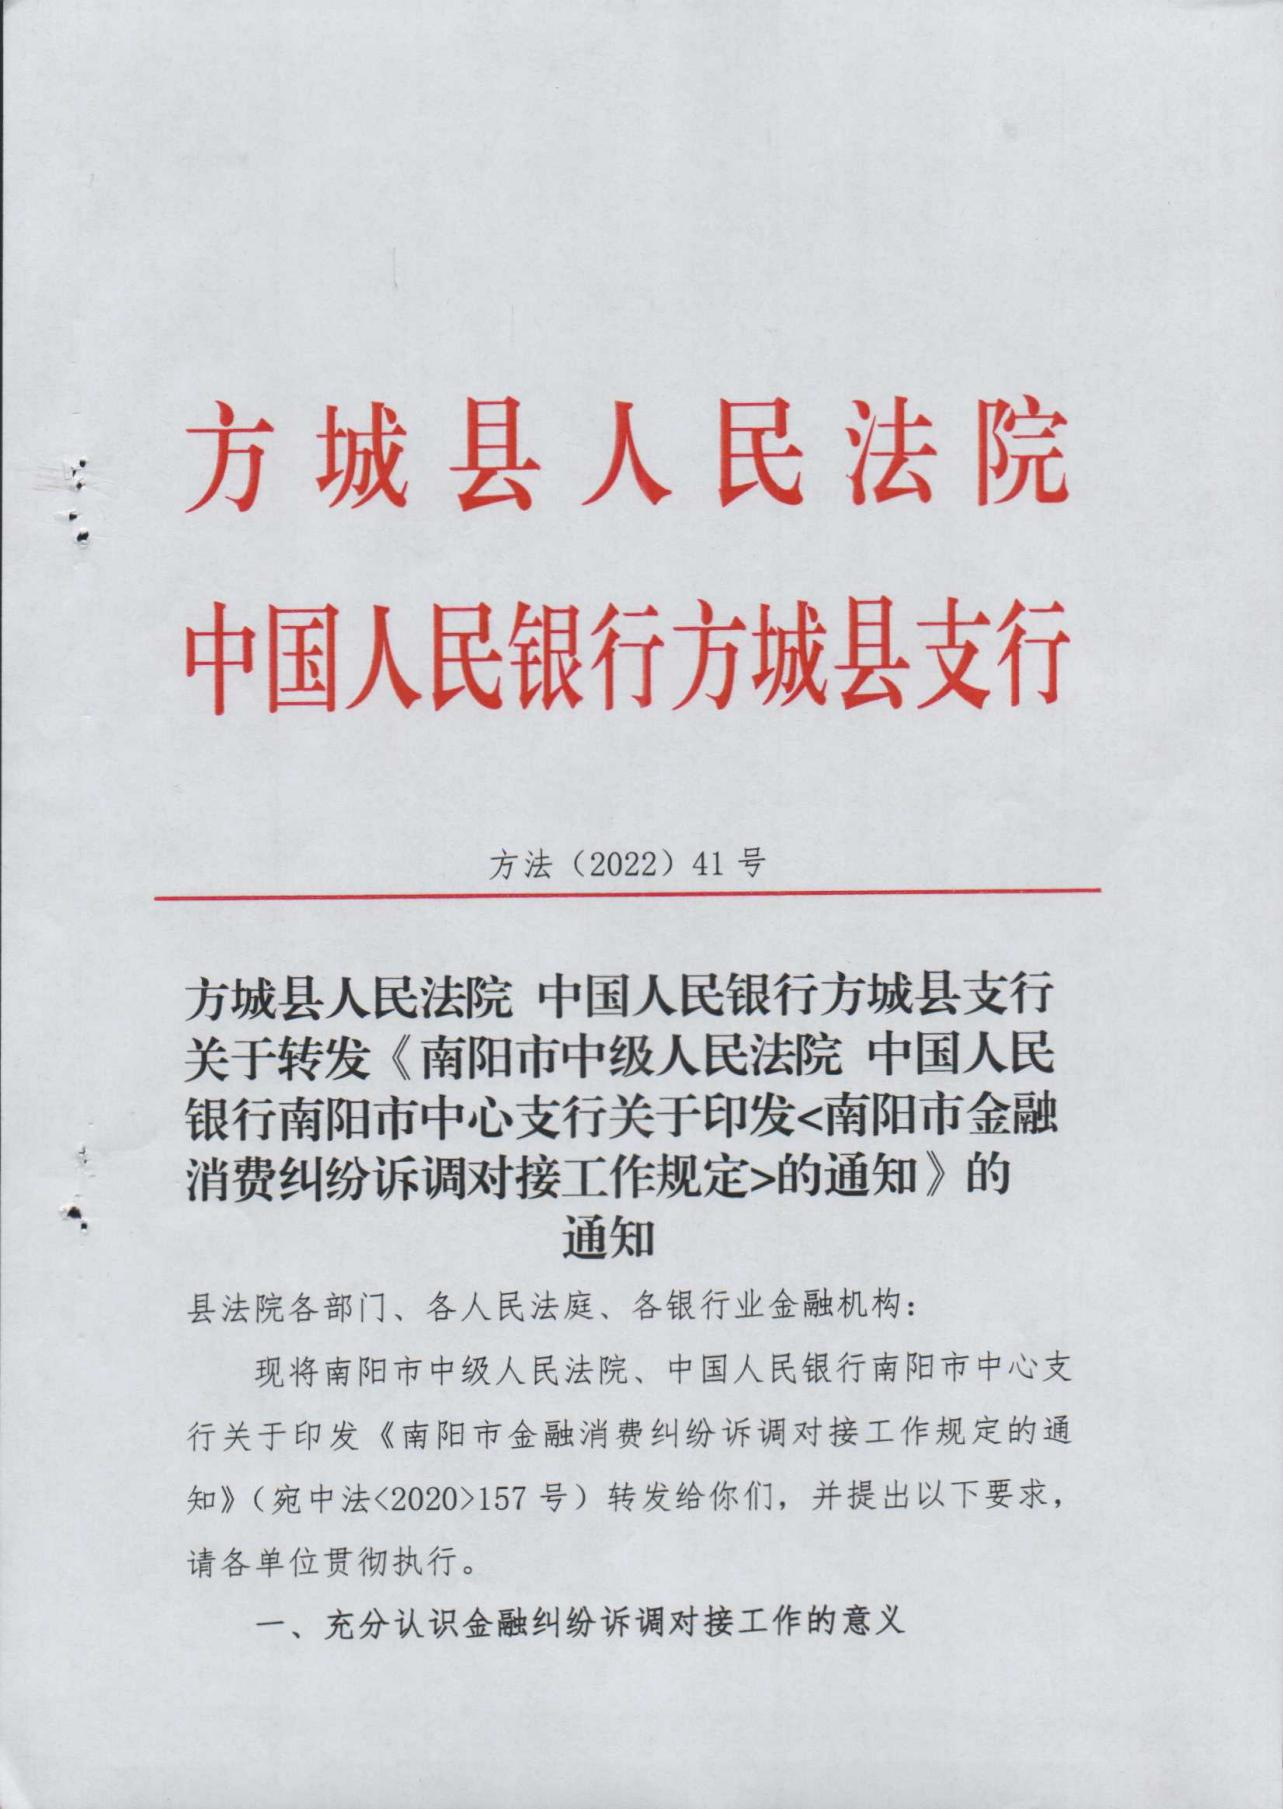 方城县人民法院
中国人民银行方城县支行
方法（2022）41 号
方城县人民法院 中国人民银行方城县支行
关于转发《南阳市中级人民法院 中国人民
银行南阳市中心支行关于印发<南阳市金融
消费纠纷诉调对接工作规定>的通知》的
通知
县法院各部门、各人民法庭、各银行业金融机构：
现将南阳市中级人民法院、中国人民银行南阳市中心支
行关于印发《南阳市金融消费纠纷诉调对接工作规定的通
知》（宛中法<2020>157 号）转发给你们，并提出以下要求，
请各单位贯彻执行。
一、充分认识金融纠纷诉调对接工作的意义